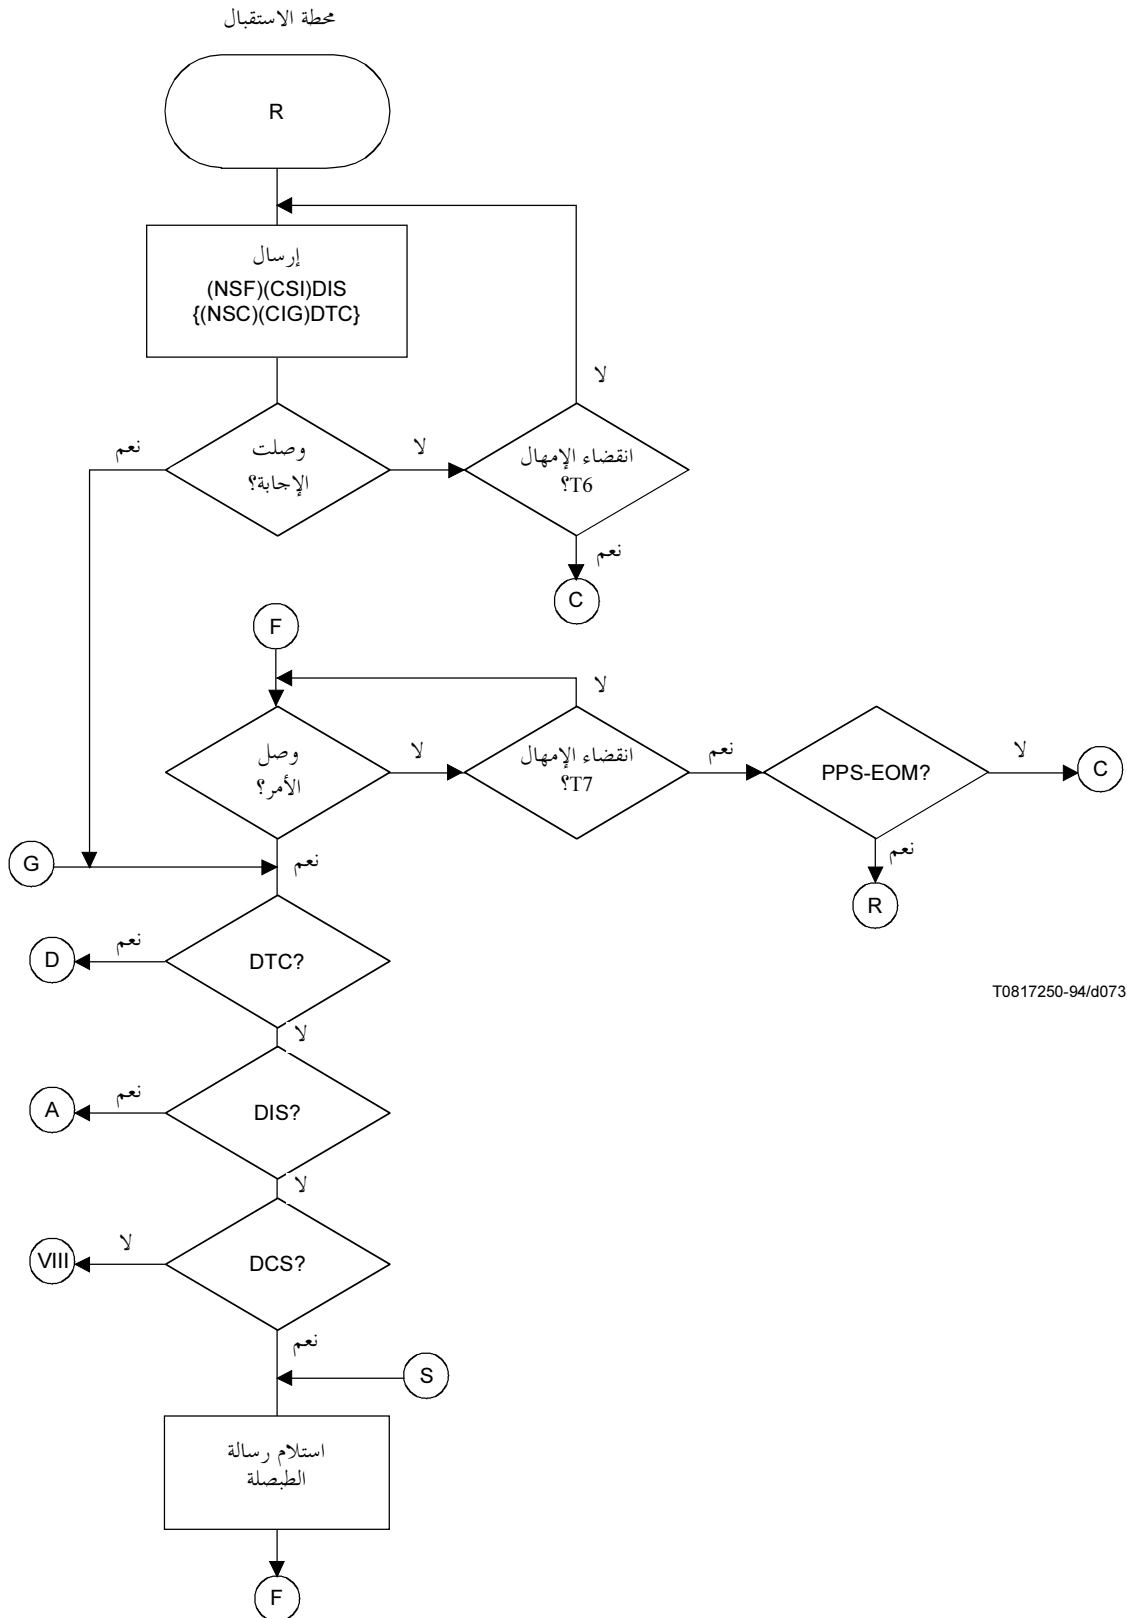 محطة الاستقبال
R
إرسال
(NSF)(CSI)DIS
{(NSC)(CIG)DTC}
لا
نعم
وصلت
الإجابة؟
لا
انقضاء الإمهال
T6؟
نعم
C
F
لا
وصل
الأمر؟
لا
انقضاء الإمهال
T7؟
نعم
PPS-EOM?
لا
C
G
نعم
نعم
R
D
نعم
DTC?
T0817250-94/d073
لا
A
نعم
DIS?
لا
VIII
لا
DCS?
نعم
S
استلام رسالة
الطبصلة
F